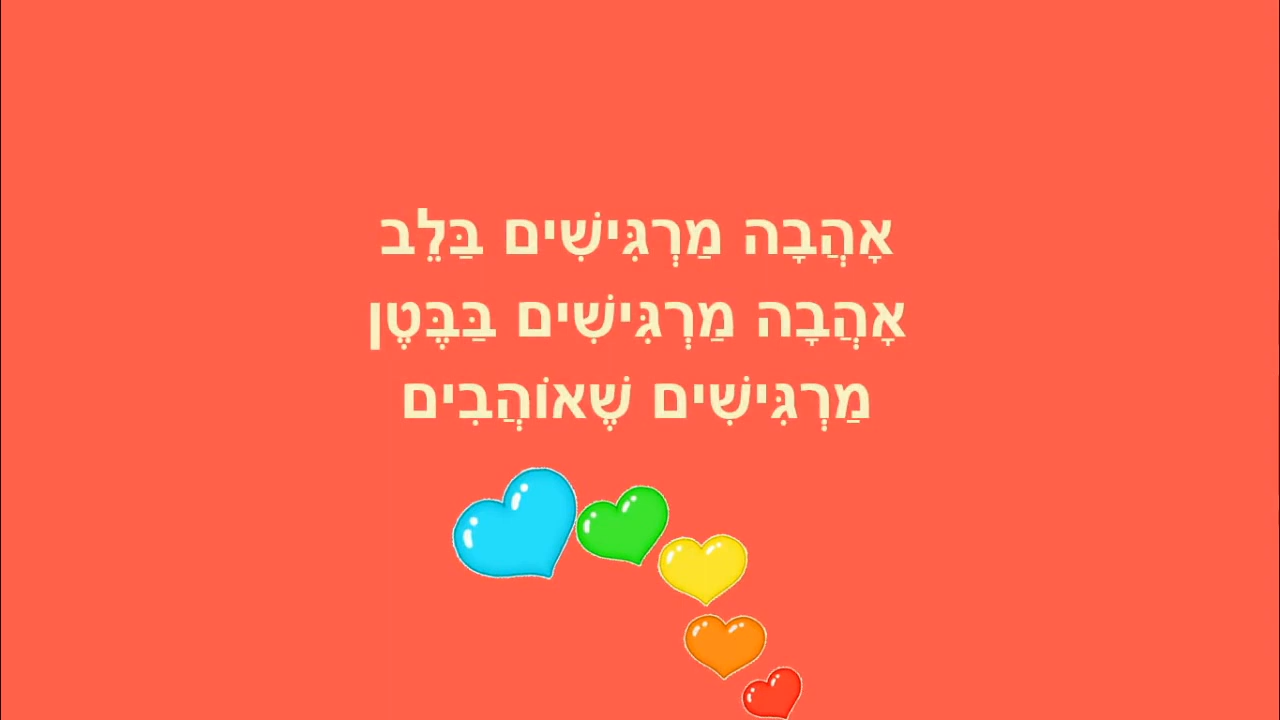 אָהֲבָה מַרְגִּישִׁים בַּלֵב
אָהֲבָה מַרְגִּישִׁים בַּבֶּטֶן
מַרְגִּישִׁים שֶׁאוֹהֲבִים